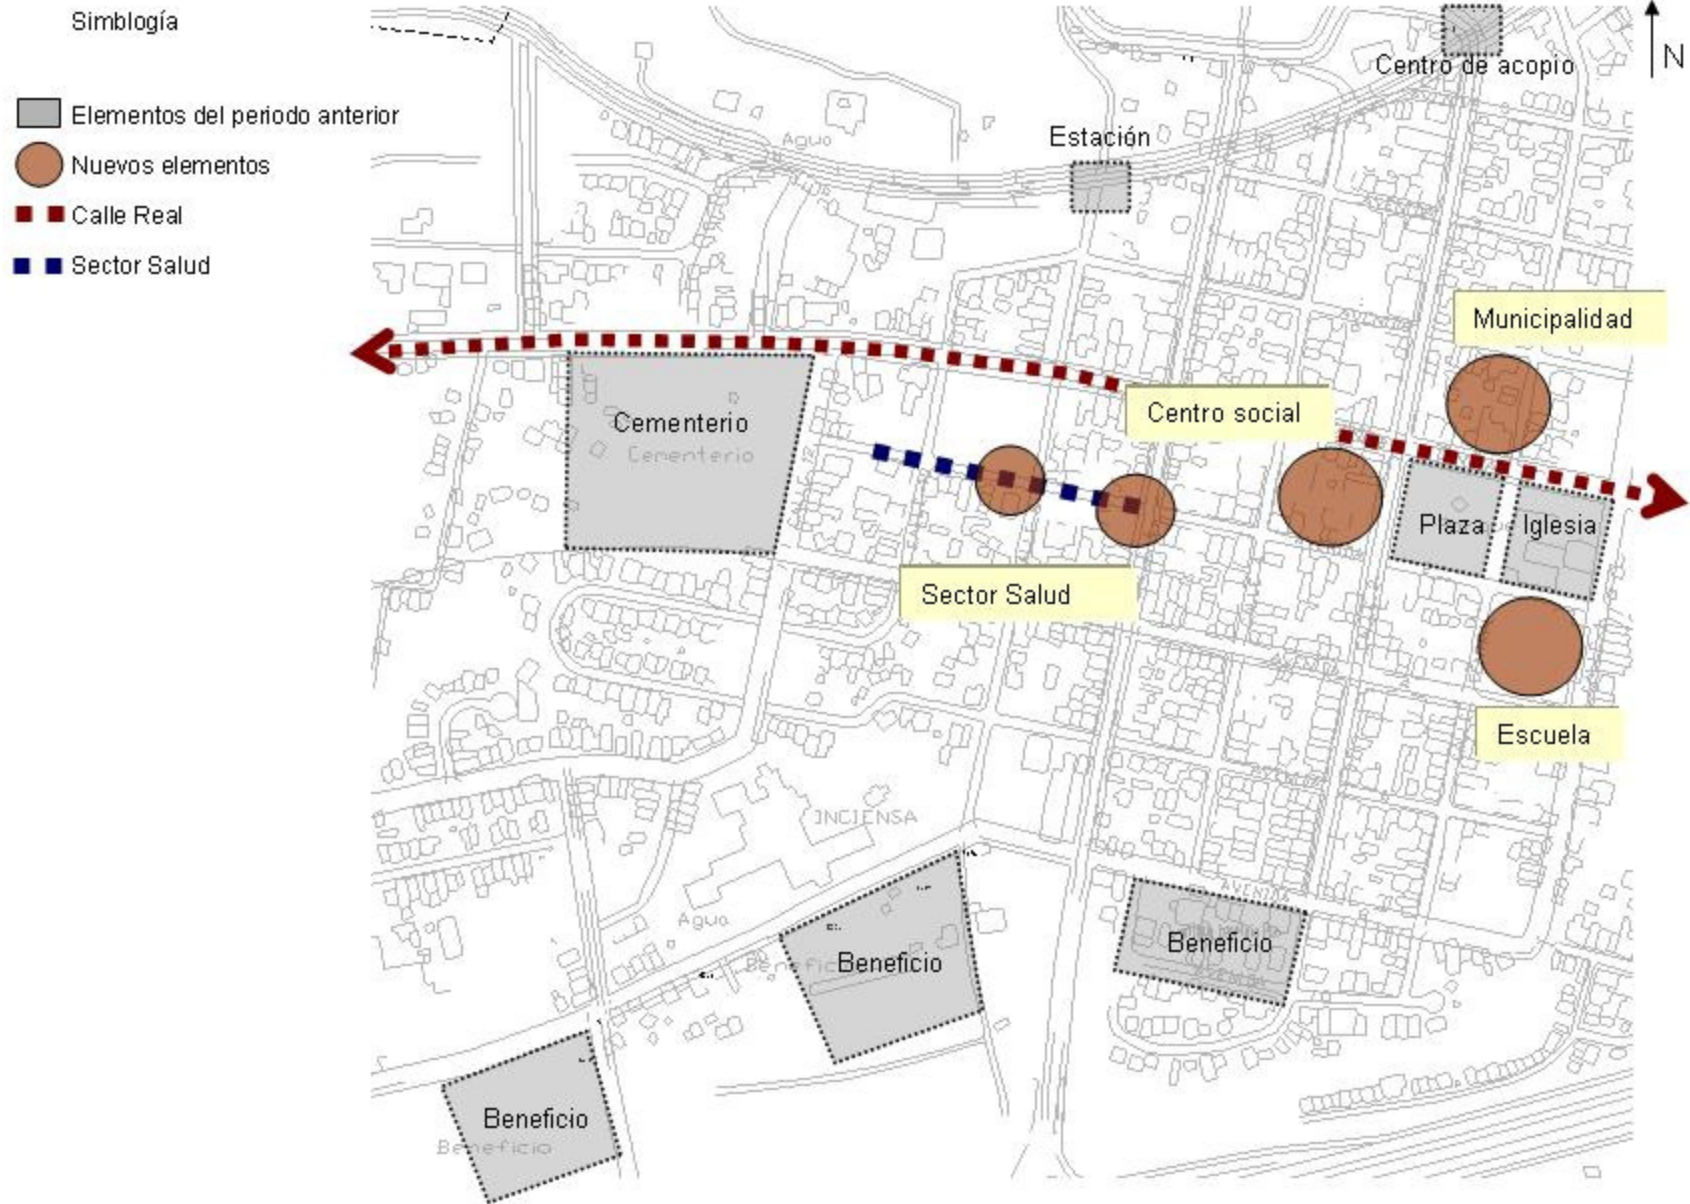 Simblogía
Elementos del periodo anterior
Nuevos elementos
Calle Real
Sector Salud
N
Centro de acopio
Estación
Agua
Municipalidad
Centro social
Cementerio
Cementerio
Plaza
Iglesia
Sector Salud
Escuela
INCIENSA
Agua
Beneficio
Beneficio
Beneficio
Beneficio